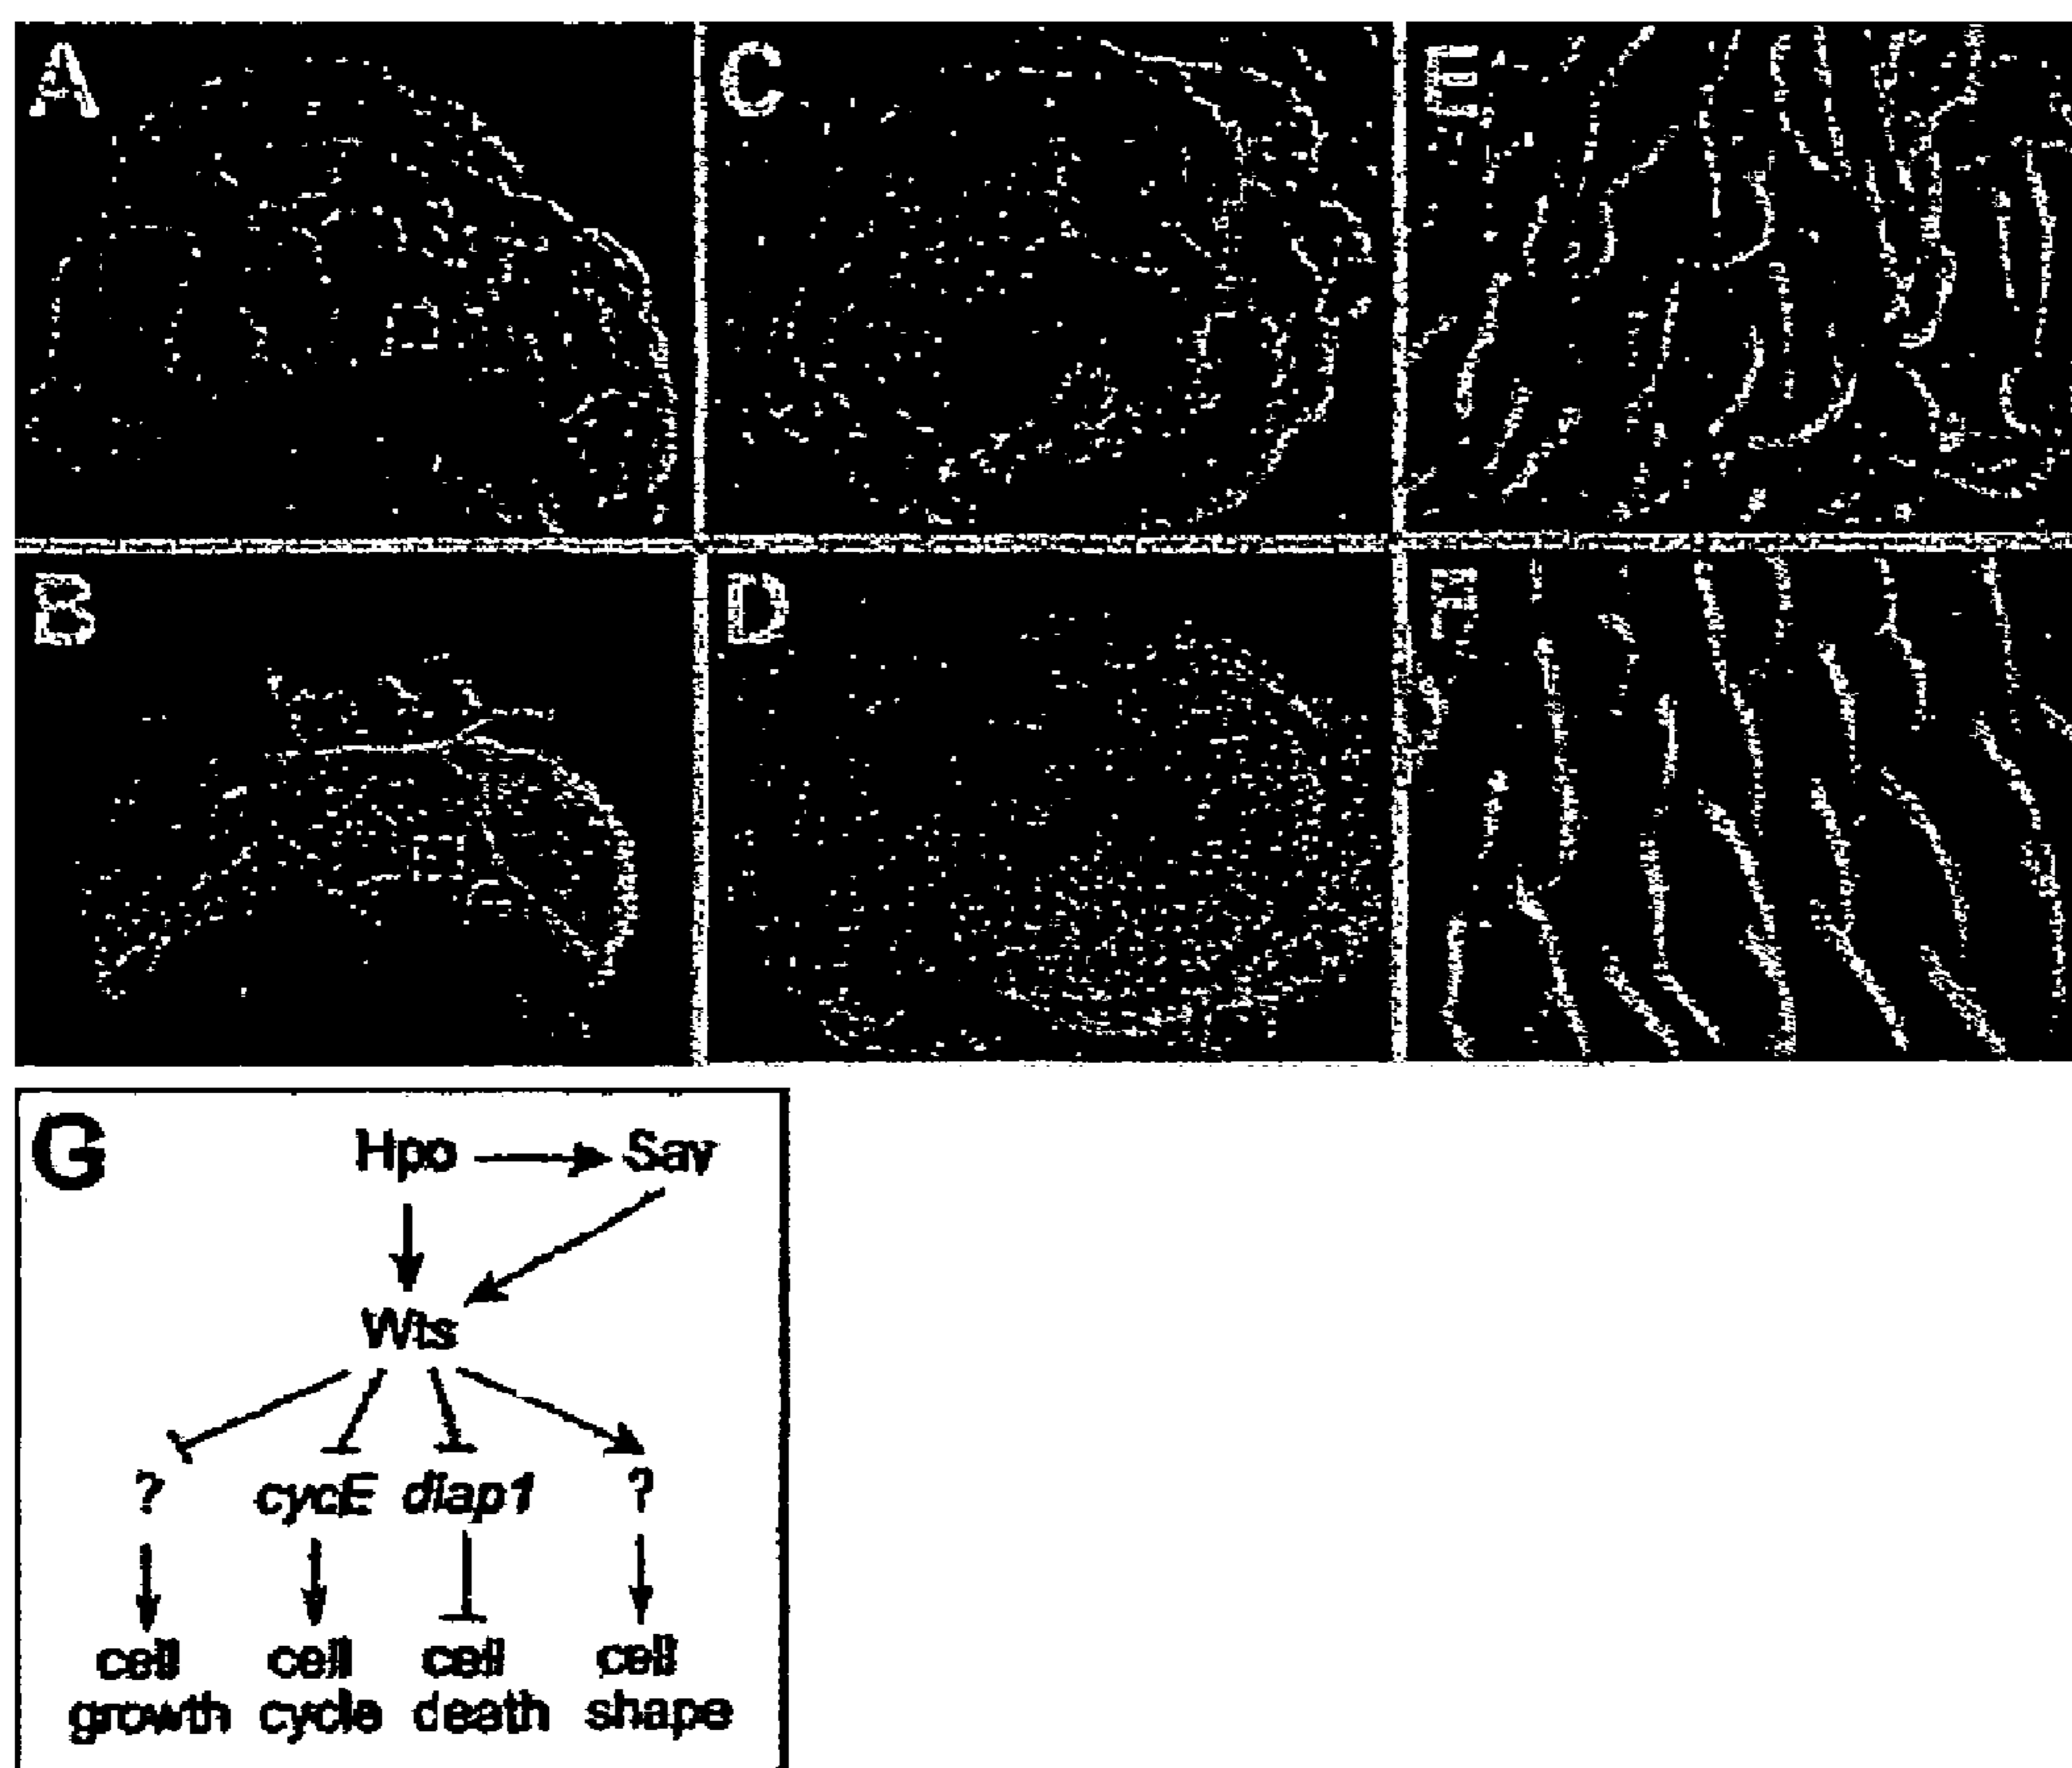 A C E
B D F
G
Hpo Sav
Wts
? cycE diap1 ?
cell cell cell cell
growth cycle death shape